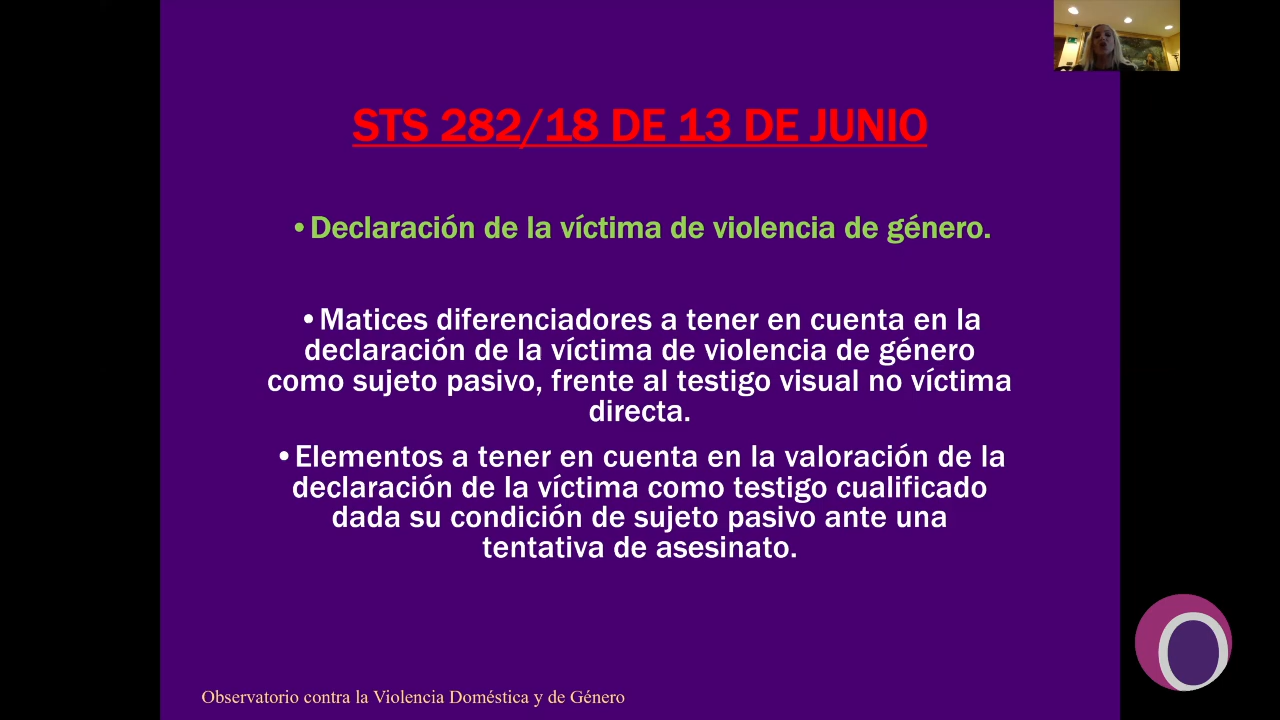 STS 282/18 DE 13 DE JUNIO
•Declaración de la víctima de violencia de género.
•Matices diferenciadores a tener en cuenta en la
declaración de la víctima de violencia de género
como sujeto pasivo, frente al testigo visual no víctima
directa.
•Elementos a tener en cuenta en la valoración de la
declaración de la víctima como testigo cualificado
dada su condición de sujeto pasivo ante una
tentativa de asesinato.
Observatorio contra la Violencia Doméstica y de Género